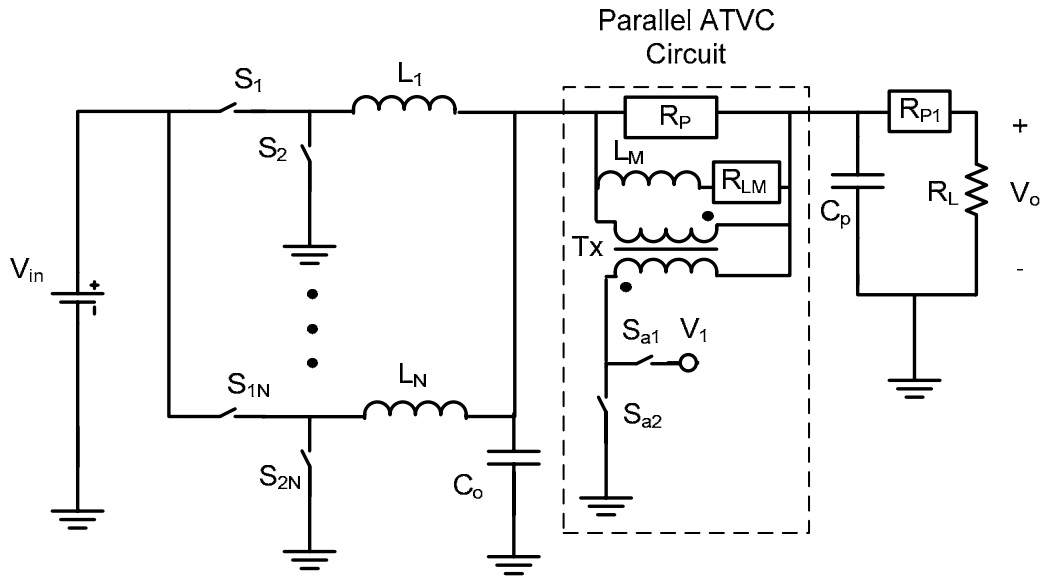 Parallel ATVC
Circuit
S1
L1
RP
RP1
+
S2
LM
RLM
RL
Vo
Cp
Tx
Vin
+
-
Sa1
V1
S1N
LN
Sa2
S2N
Co